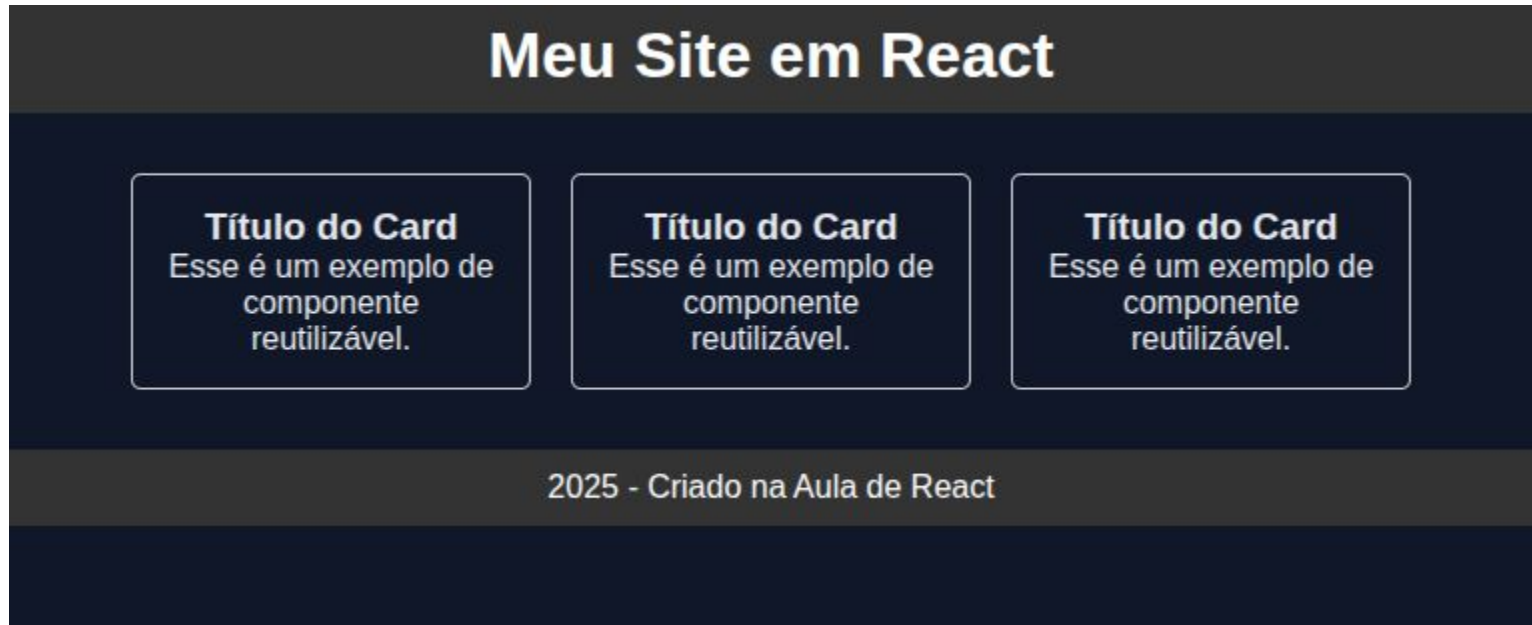 Meu Site em React
Título do Card
Esse é um exemplo de
componente
reutilizável.
Título do Card
Esse é um exemplo de
componente
reutilizável.
Título do Card
Esse é um exemplo de
componente
reutilizável.
2025 - Criado na Aula de React